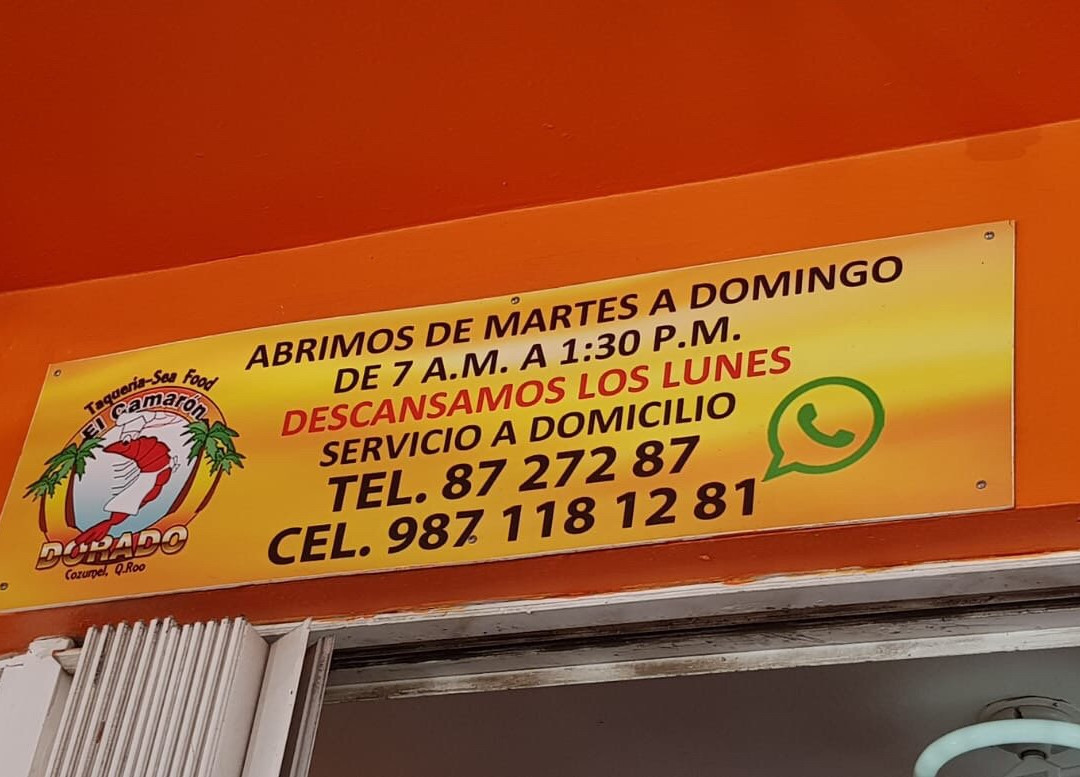 Taquería-Sea Food
El Camarón
DORADO
Cozumel, Q.Roo
ABRIMOS DE MARTES A DOMINGO
DE 7 A.M. A 1:30 P.M.
DESCANSAMOS LOS LUNES
SERVICIO A DOMICILIO
TEL. 87 272 87
CEL. 987 118 12 81